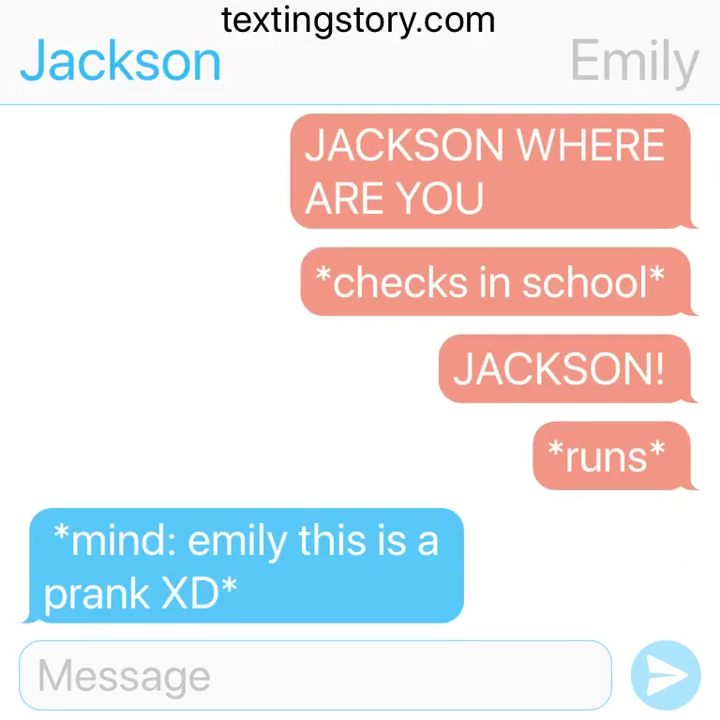 textingstory.com
Jackson Emily
JACKSON WHERE
ARE YOU
*checks in school*
JACKSON!
*runs*
*mind: emily this is a
prank XD*
Message